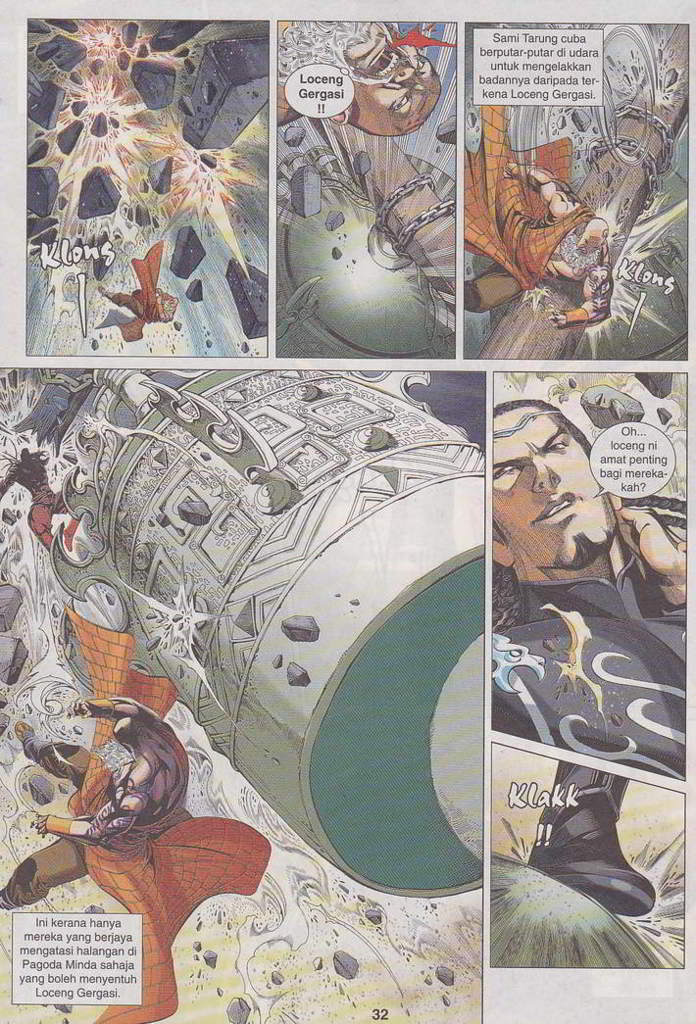 Klong
!
Loceng
Gergasi
!!
Sami Tarung cuba
berputar-putar di udara
untuk mengelakkan
badannya daripada ter-
kena Loceng Gergasi.
Klong
!
Ini kerana hanya
mereka yang berjaya
mengatasi halangan di
Pagoda Minda sahaja
yang boleh menyentuh
Loceng Gergasi.
Oh...
loceng ni
amat penting
bagi mereka-
kah?
Klakk
!!
32